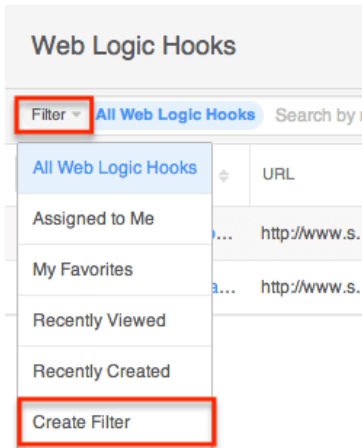 Web Logic Hooks
Filter All Web Logic Hooks Search by
All Web Logic Hooks
URL
Assigned to Me
... http://www.s.
My Favorites
a... http://www.s.
Recently Viewed
Recently Created
Create Filter